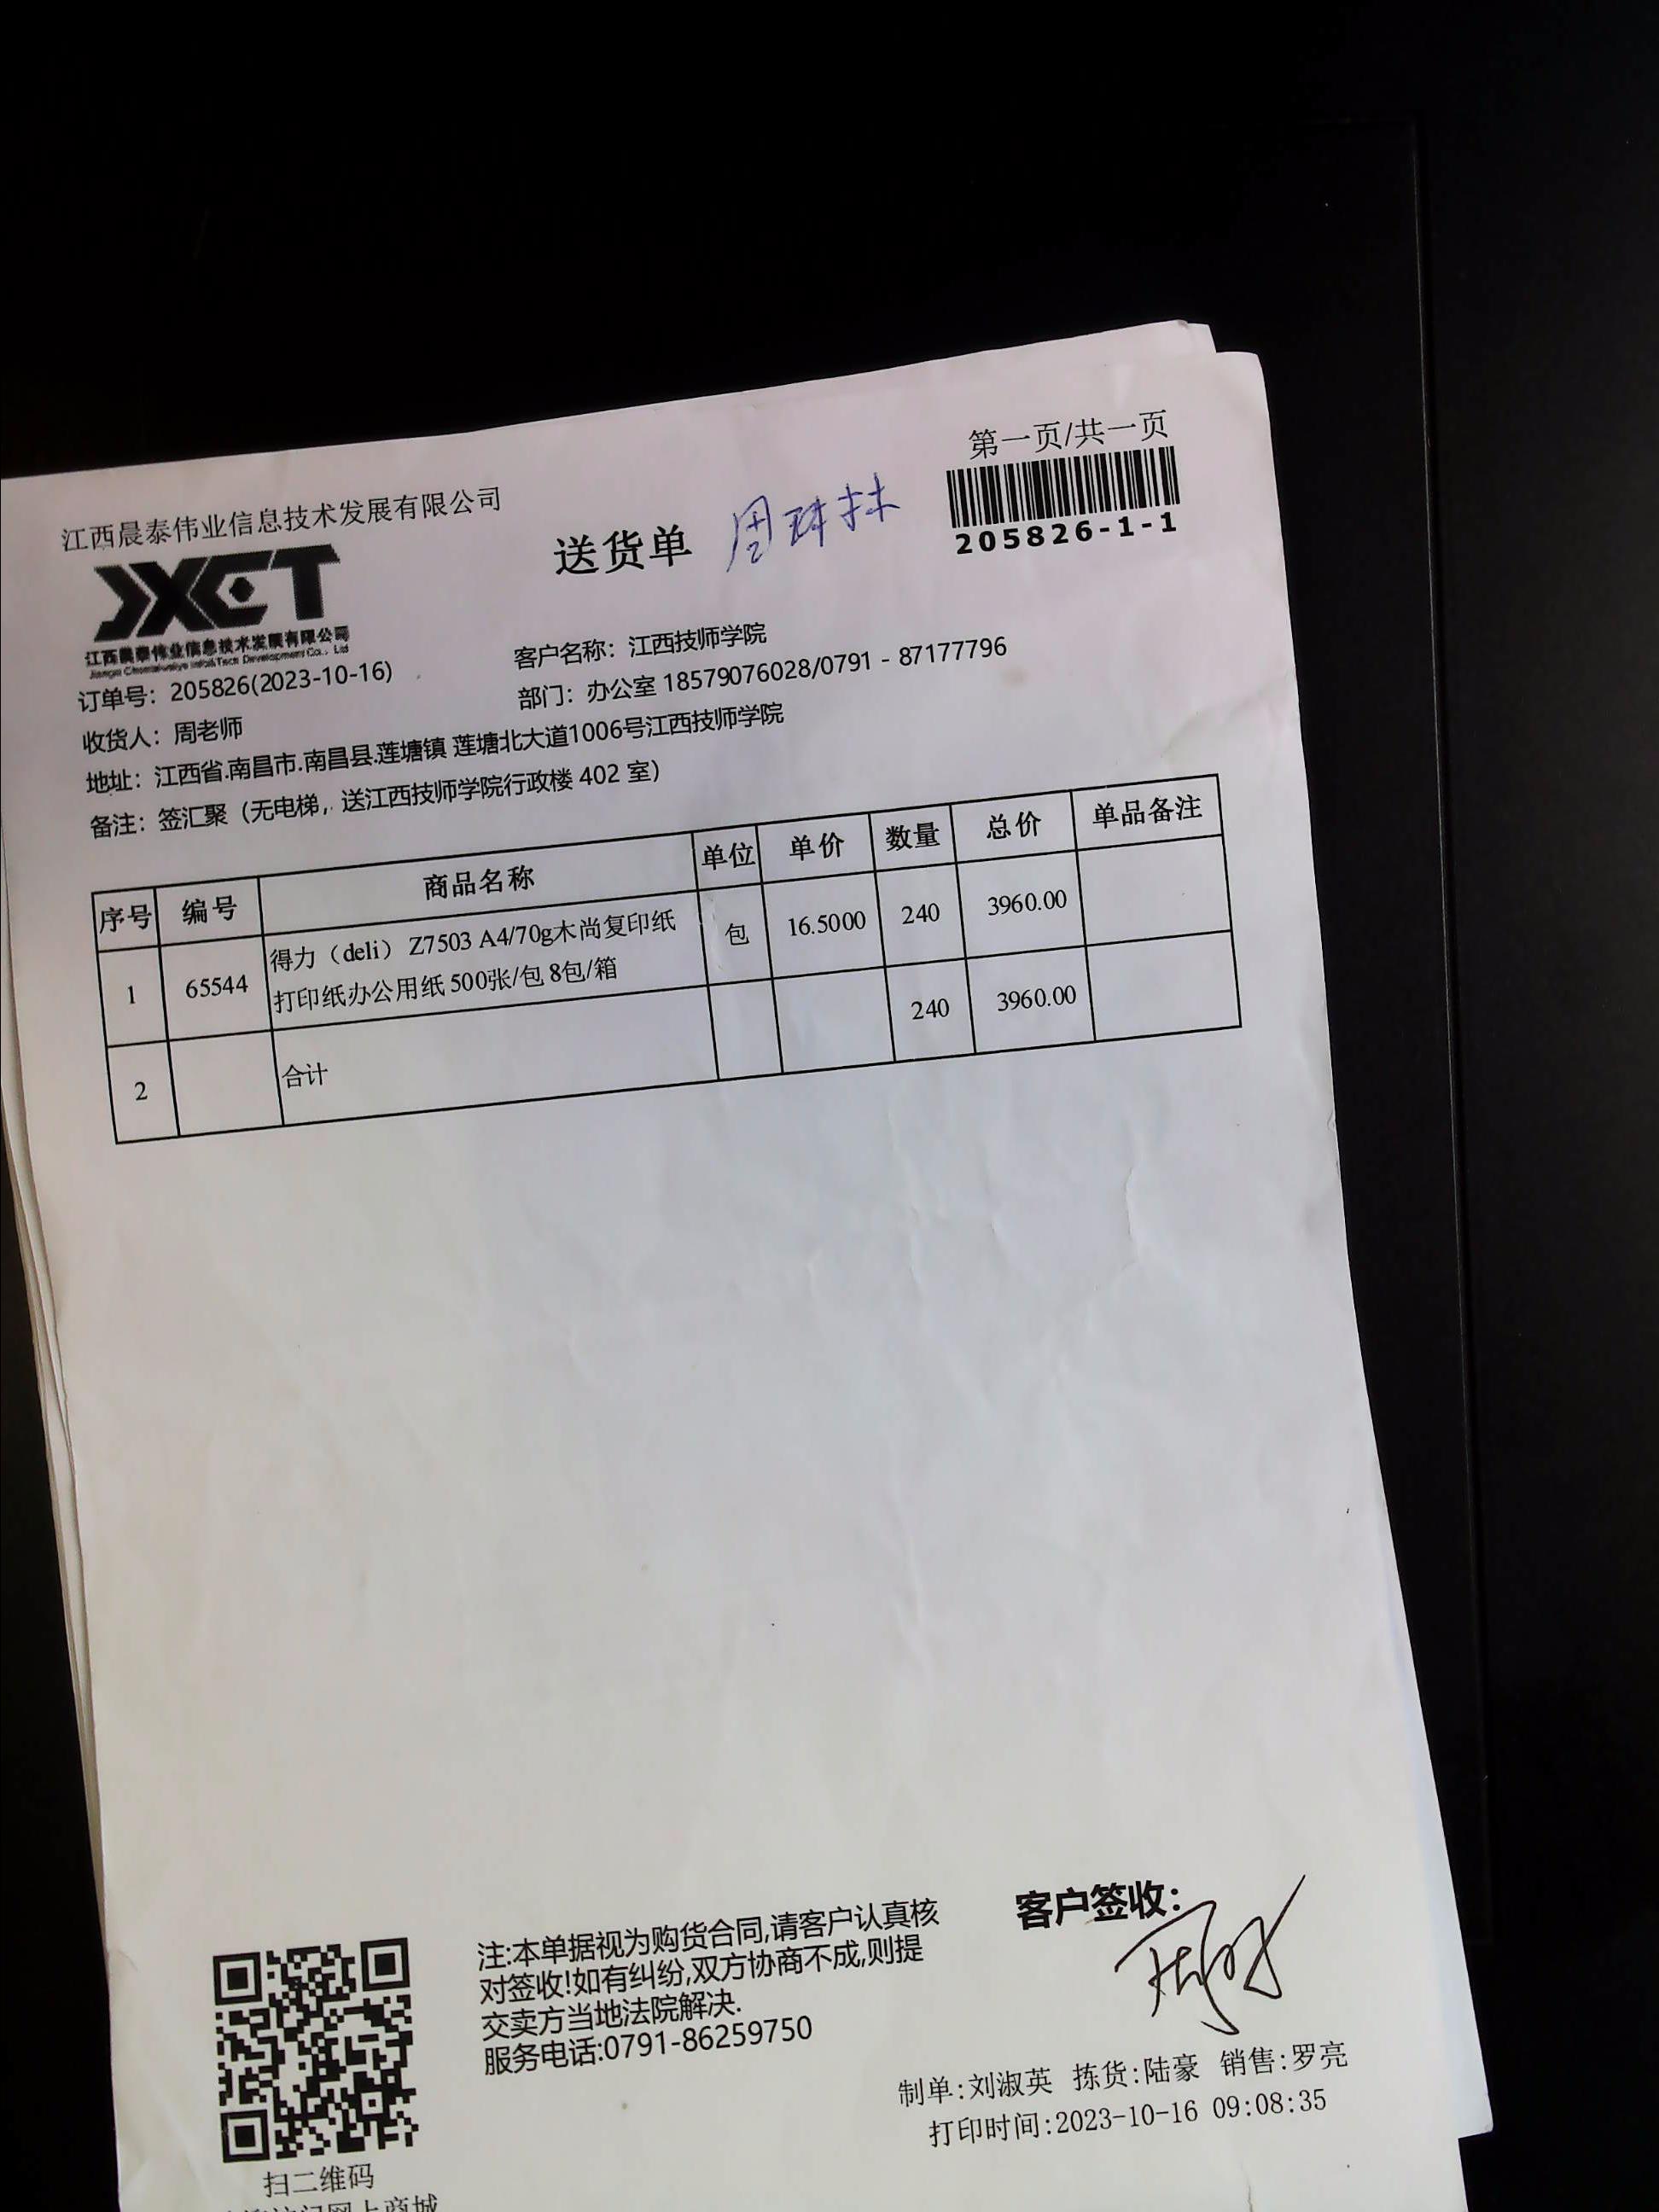 第一页/共一页
江西晨泰伟业信息技术发展有限公司
送货单 周琳林
205826-1-1
JXCT
江西晨泰伟业信息技术发展有限公司
客户名称：江西技师学院
订单号：205826(2023-10-16)
部门：办公室 18579076028/0791 - 87177796
收货人：周老师
地址：江西省.南昌市.南昌县.莲塘镇 莲塘北大道1006号江西技师学院
备注：签汇聚（无电梯，送江西技师学院行政楼 402 室）
序号 编号 商品名称 单位 单价 数量 总价 单品备注
1 65544 得力（deli） Z7503 A4/70g木尚复印纸 包 16.5000 240 3960.00
打印纸办公用纸 500张/包 8包/箱
2 合计 240 3960.00
注:本单据视为购货合同,请客户认真核
对签收!如有纠纷,双方协商不成,则提
交卖方当地法院解决.
服务电话:0791-86259750
客户签收：
制单:刘淑英 拣货:陆豪 销售:罗亮
打印时间:2023-10-16 09:08:35
扫二维码
访问网上商城